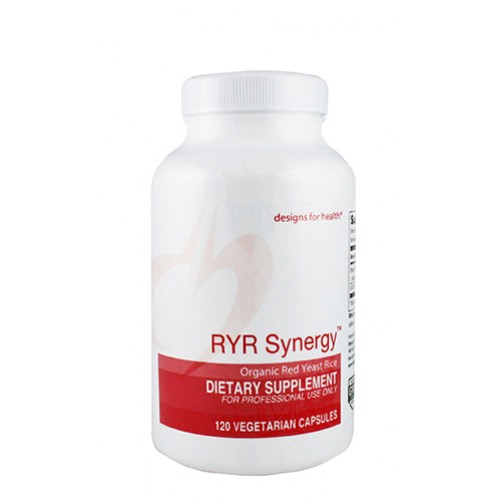 designs for health®
RYR Synergy™
Organic Red Yeast Rice
DIETARY SUPPLEMENT
FOR PROFESSIONAL USE ONLY
120 VEGETARIAN CAPSULES